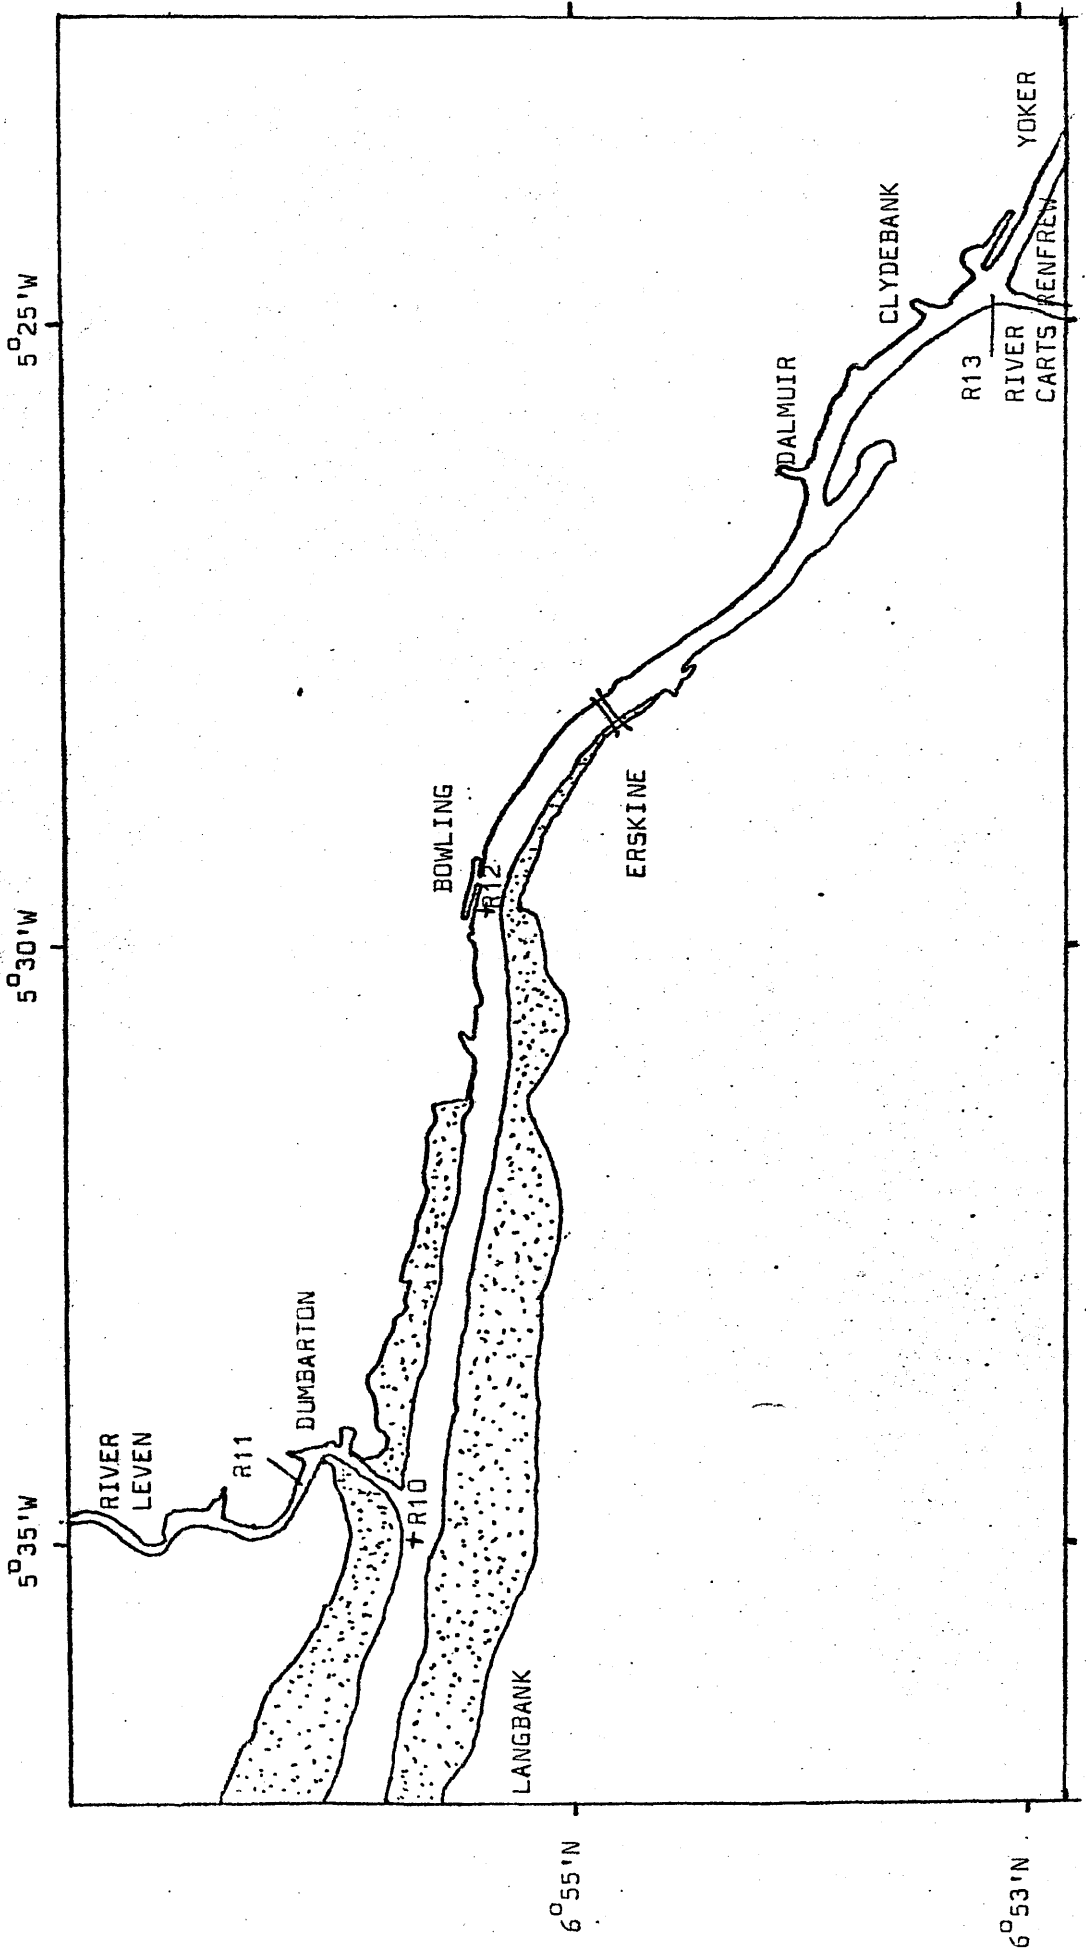 5°35'W
5°30'W
5°25'W
RIVER
LEVEN
R11
DUMBARTON
R10
LANGBANK
BOWLING
R12
ERSKINE
DALMUIR
CLYDEBANK
R13
RIVER
CARTS
RENFREW
YOKER
6°55'N
6°53'N